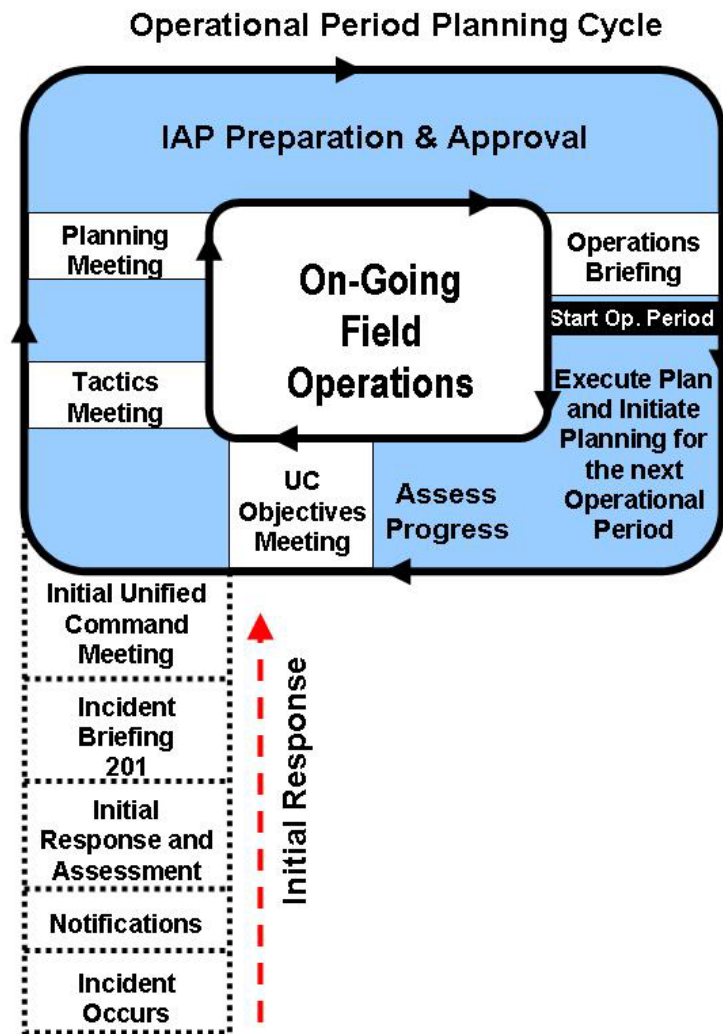 Operational Period Planning Cycle
IAP Preparation & Approval
Planning
Meeting
On-Going
Field
Operations
Operations
Briefing
Start Op. Period
Tactics
Meeting
Execute Plan
and Initiate
Planning for
the next
Operational
Period
UC
Objectives
Meeting
Assess
Progress
Initial Unified
Command
Meeting
Incident
Briefing
201
Initial
Response and
Assessment
Notifications
Incident
Occurs
Initial Response